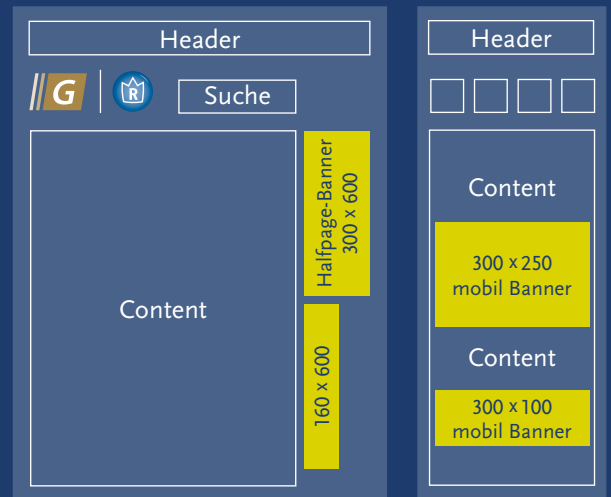 Header
G
R
Suche
Content
Halfpage-Banner
300 x 600
160 x 600
Header
Content
300 x 250
mobil Banner
Content
300 x 100
mobil Banner